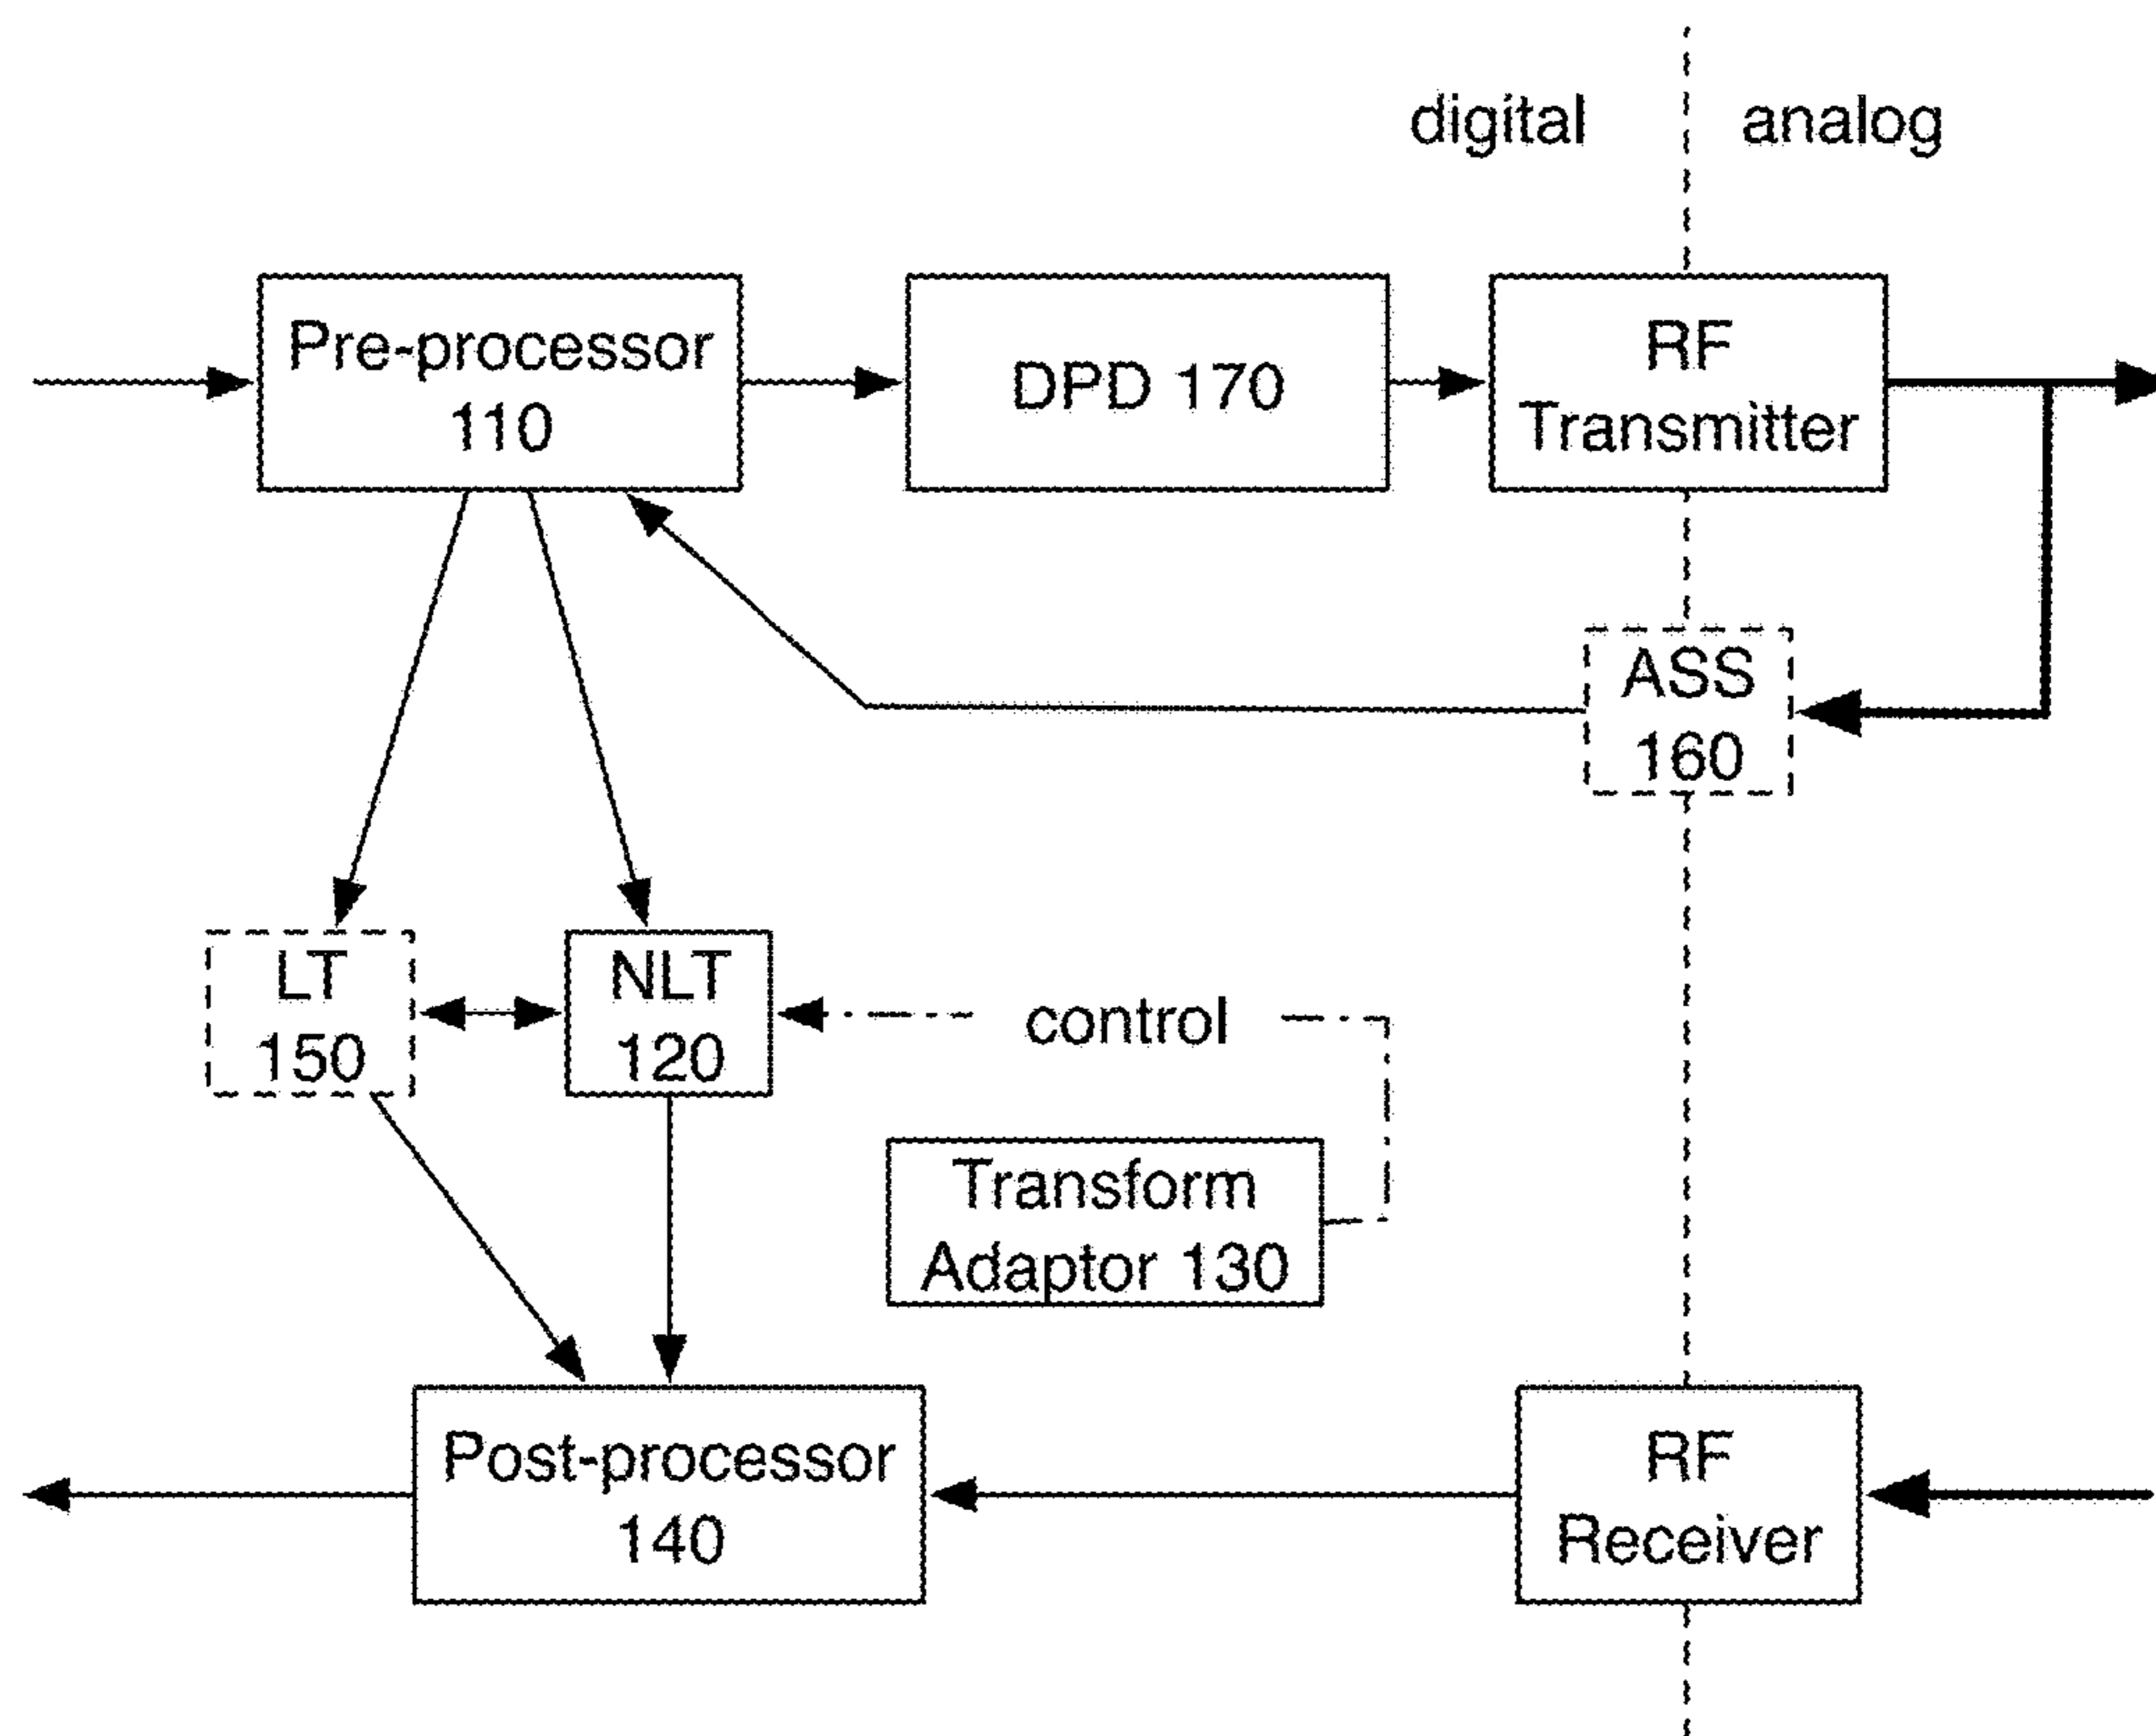 digital
analog
Pre-processor
110
DPD 170
RF
Transmitter
ASS
160
LT
150
NLT
120
control
Transform
Adaptor 130
Post-processor
140
RF
Receiver